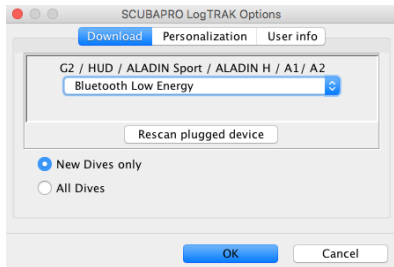 SCUBAPRO LogTRAK Options
Download Personalization User info
G2 / HUD / ALADIN Sport / ALADIN H / A1/ A2
Bluetooth Low Energy
Rescan plugged device
New Dives only
All Dives
OK Cancel